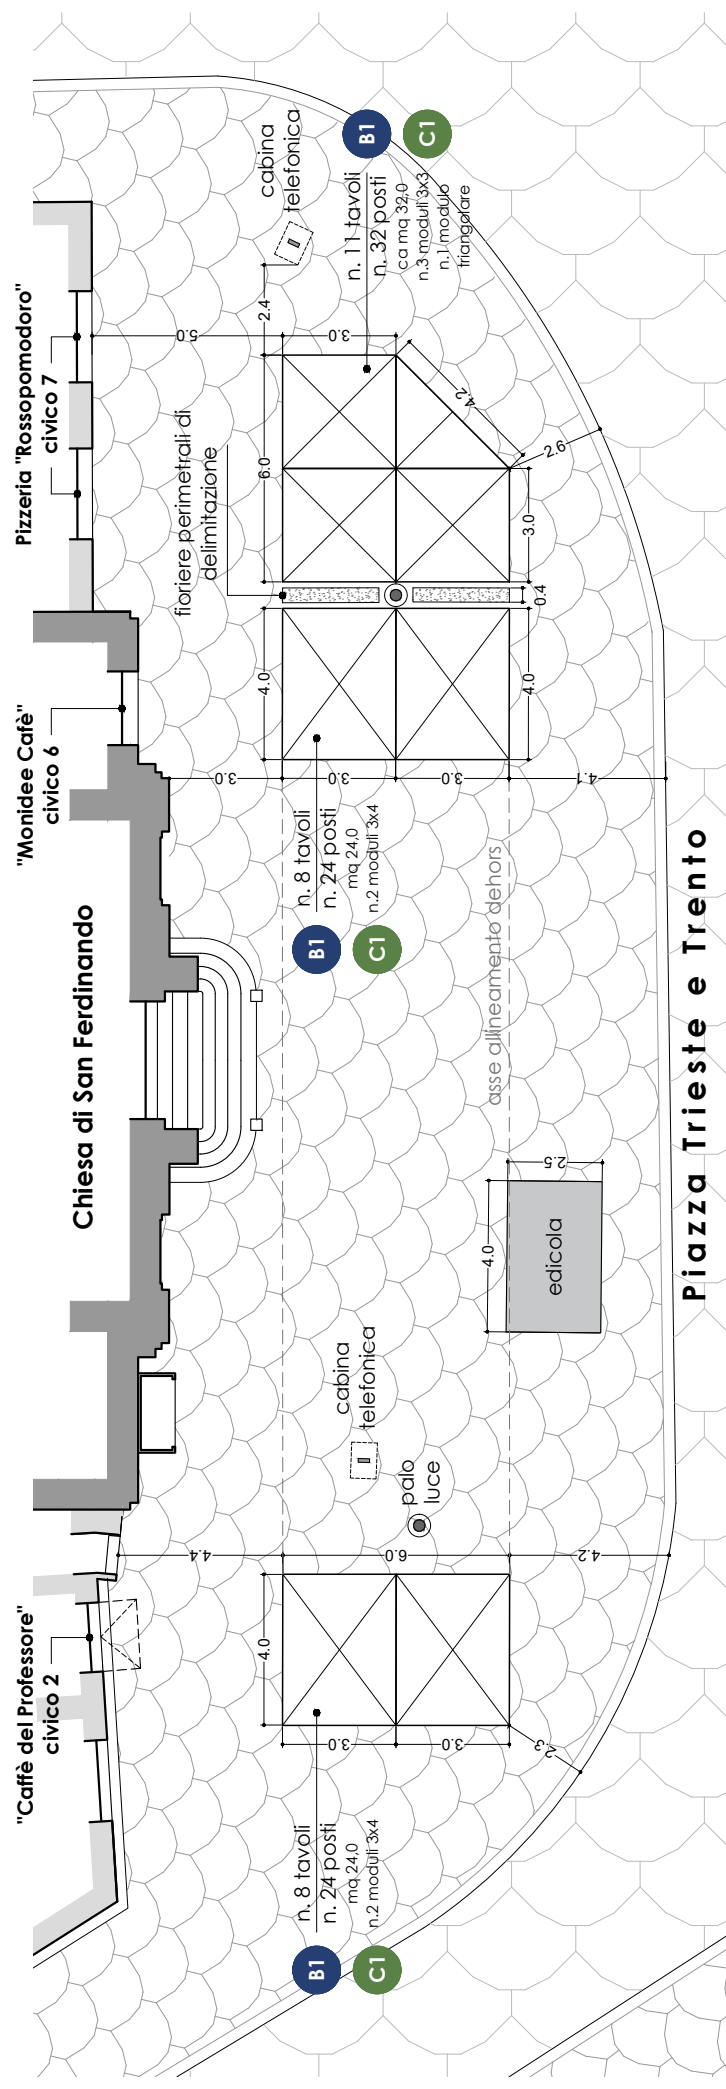 "Caffè del Professore"
civico 2
Chiesa di San Ferdinando
"Monidee Cafè"
civico 6
Pizzeria "Rossopomodoro"
civico 7
B1
C1
n. 8 tavoli
n. 24 posti
mq 24,0
n.2 moduli 3x4
4.0
3.0
3.0
2.3
4.4
6.0
4.2
palo
luce
cabina
telefonica
4.0
2.5
edicola
asse allineamento dehors
B1
C1
n. 8 tavoli
n. 24 posti
mq 24,0
n.2 moduli 3x4
3.0
3.0
3.0
4.1
4.0
4.0
0.4
fioriere perimetrali di
delimitazione
6.0
3.0
2.6
4.2
5.0
3.0
2.4
cabina
telefonica
n. 11 tavoli
n. 32 posti
ca mq 32,0
n.3 moduli 3x3
n.1 modulo
triangolare
B1
C1
Piazza Trieste e Trento